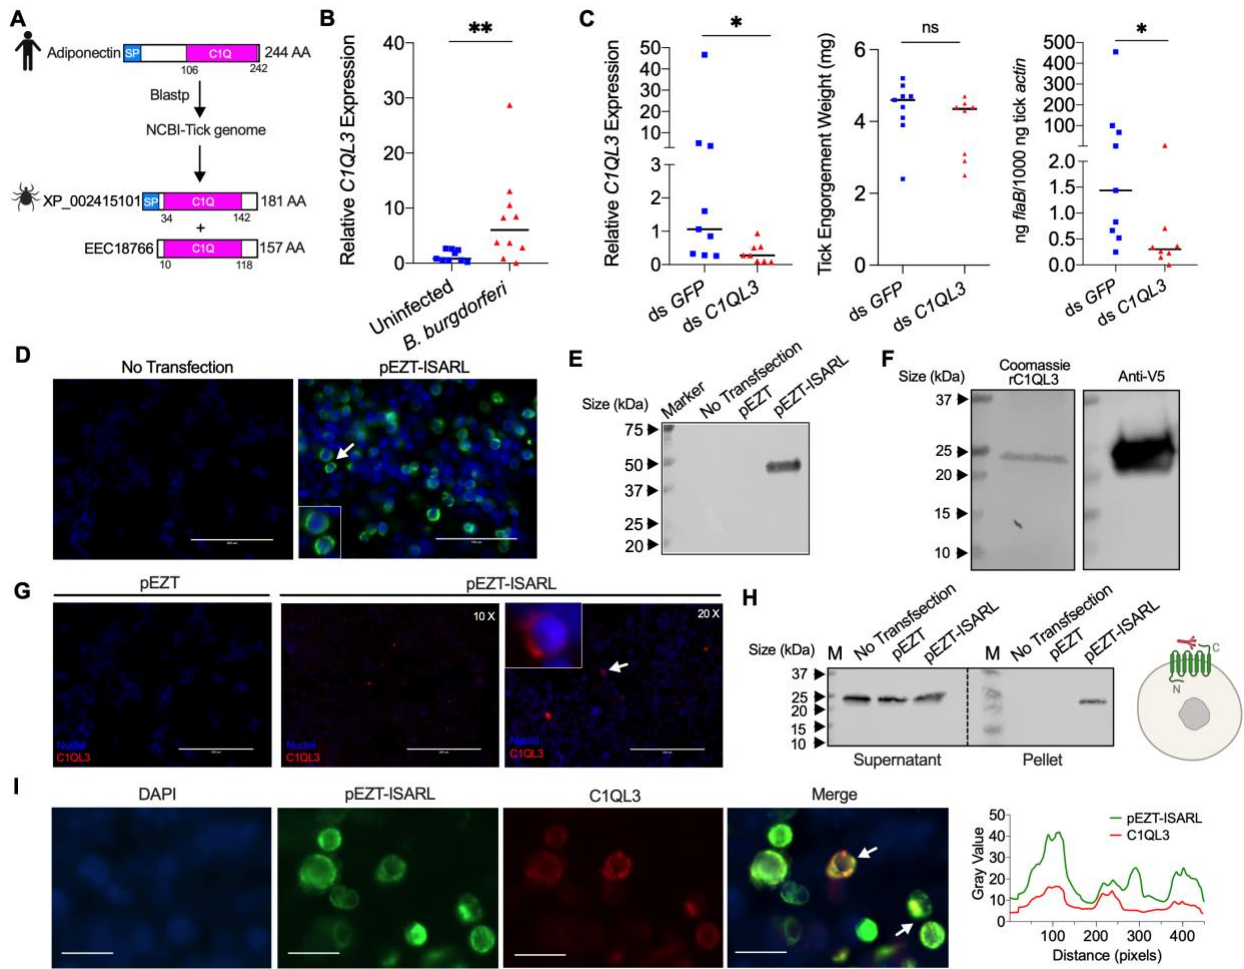 A
Adiponectin SP C1Q 244 AA
106 242
Blastp
NCBI-Tick genome
XP_002415101 SP C1Q 181 AA
34 142
+
EEC18766 C1Q 157 AA
10 118
B
**
Relative C1QL3 Expression
40
30
20
10
0
Uninfected
B. burgdorferi
C
*
Relative C1QL3 Expression
50
40
30
20
10
3
2
1
0
ds GFP
ds C1QL3
ns
Tick Engorgement Weight (mg)
6
4
2
0
ds GFP
ds C1QL3
*
ng flaB/1000 ng tick actin
500
400
300
200
100
2.0
1.5
1.0
0.5
0.0
ds GFP
ds C1QL3
D
No Transfection
pEZT-ISARL
E
Size (kDa)
Marker
No Transfsection
pEZT
pEZT-ISARL
75
50
37
25
20
F
Size (kDa)
Coomassie
rC1QL3
Anti-V5
37
25
20
15
10
G
pEZT
pEZT-ISARL
10 X
20 X
Nuclei
C1QL3
Nuclei
C1QL3
Nuclei
C1QL3
H
Size (kDa)
M
No Transfsection
pEZT
pEZT-ISARL
M
No Transfsection
pEZT
pEZT-ISARL
37
25
20
15
10
Supernatant
Pellet
C
N
I
DAPI
pEZT-ISARL
C1QL3
Merge
pEZT-ISARL
C1QL3
Gray Value
50
40
30
20
10
0
100 200 300 400
Distance (pixels)